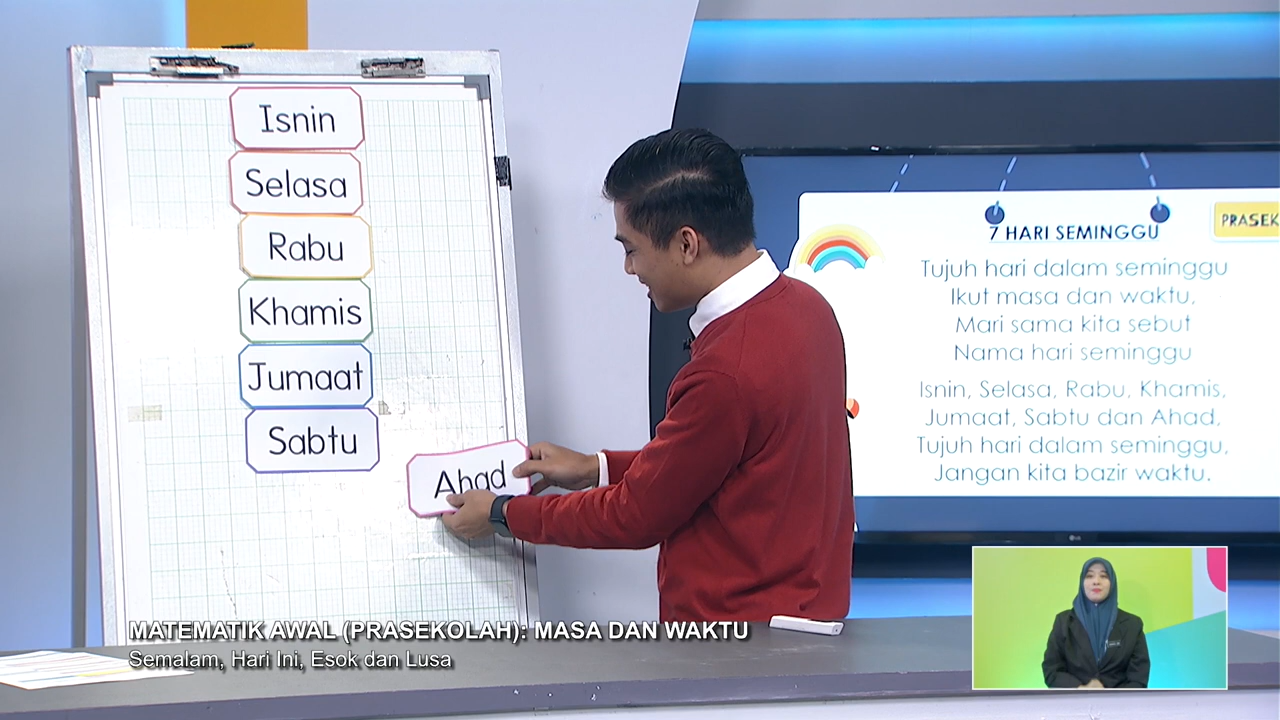 Isnin
Selasa
Rabu
Khamis
Jumaat
Sabtu
Ahad
7 HARI SEMINGGU
Tujuh hari dalam seminggu
Ikut masa dan waktu,
Mari sama kita sebut
Nama hari seminggu
Isnin, Selasa, Rabu, Khamis,
Jumaat, Sabtu dan Ahad,
Tujuh hari dalam seminggu,
Jangan kita bazir waktu.
PRASEK
LG
MATEMATIK AWAL (PRASEKOLAH): MASA DAN WAKTU
Semalam, Hari Ini, Esok dan Lusa